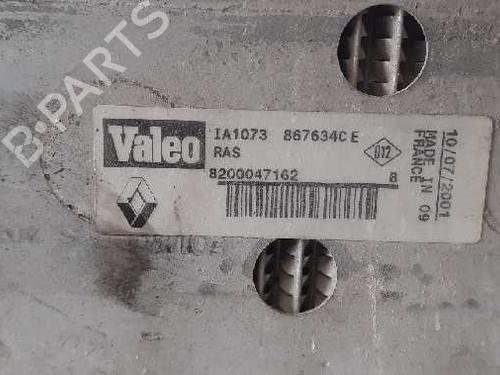 B-PARTS
Valeo
IA1073 867634C E
RAS
D12
8200047162 8
10/07/2001
MADE IN 09
FRANCE